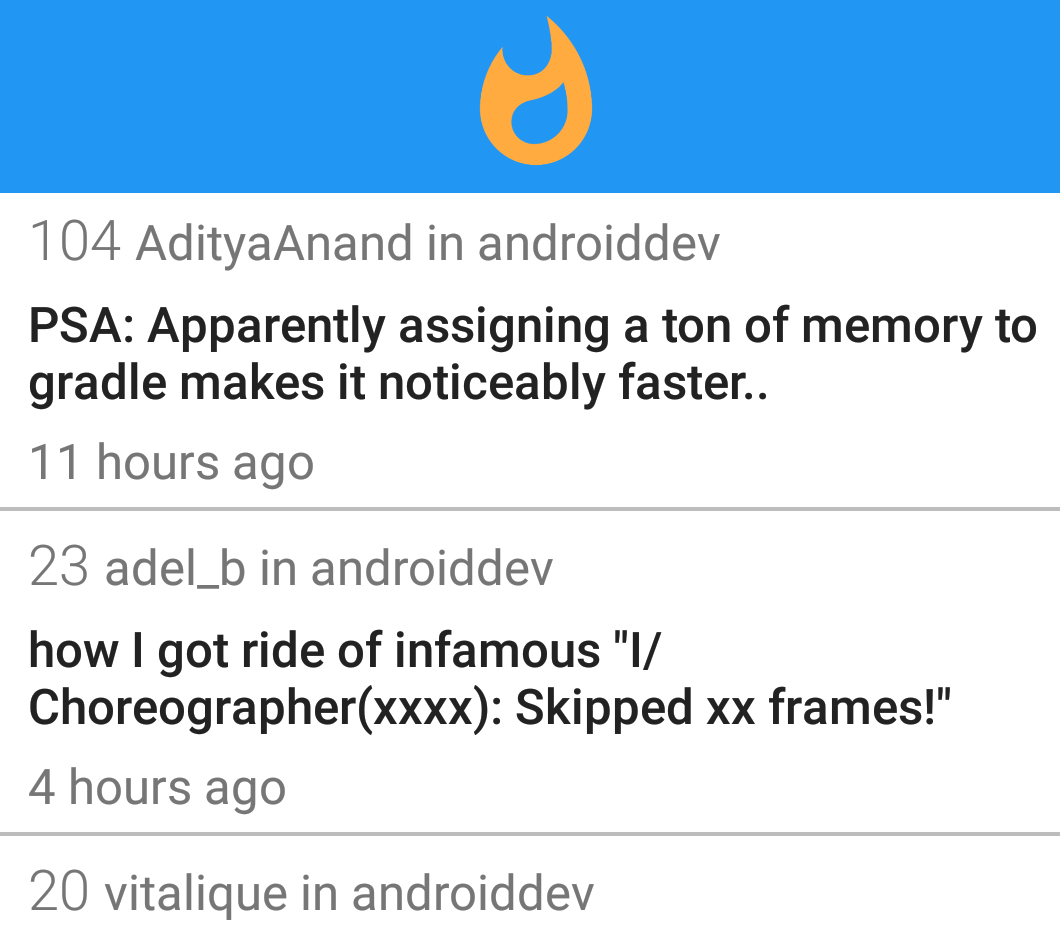 104 AdityaAnand in androiddev
PSA: Apparently assigning a ton of memory to
gradle makes it noticeably faster..
11 hours ago
23 adel_b in androiddev
how I got ride of infamous "I/
Choreographer(xxxx): Skipped xx frames!"
4 hours ago
20 vitalique in androiddev